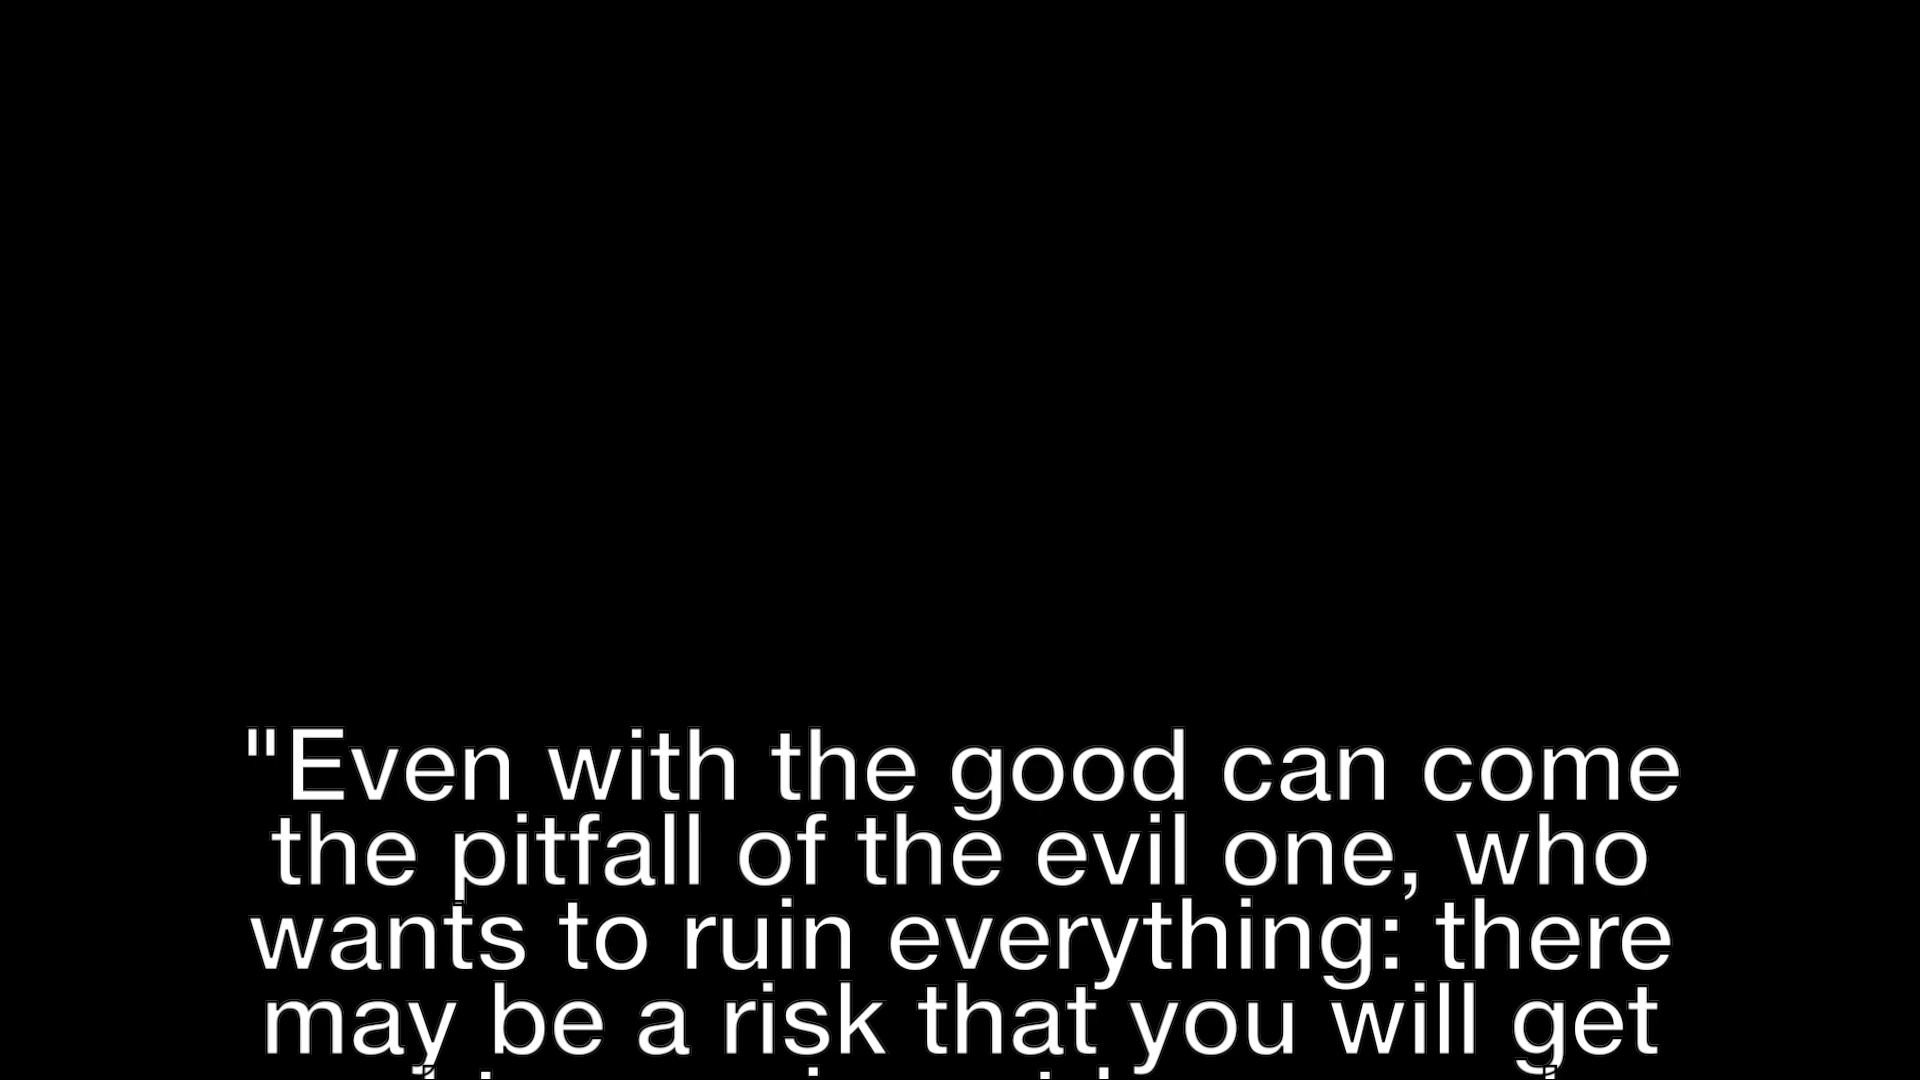 "Even with the good can come
the pitfall of the evil one, who
wants to ruin everything: there
may be a risk that you will get